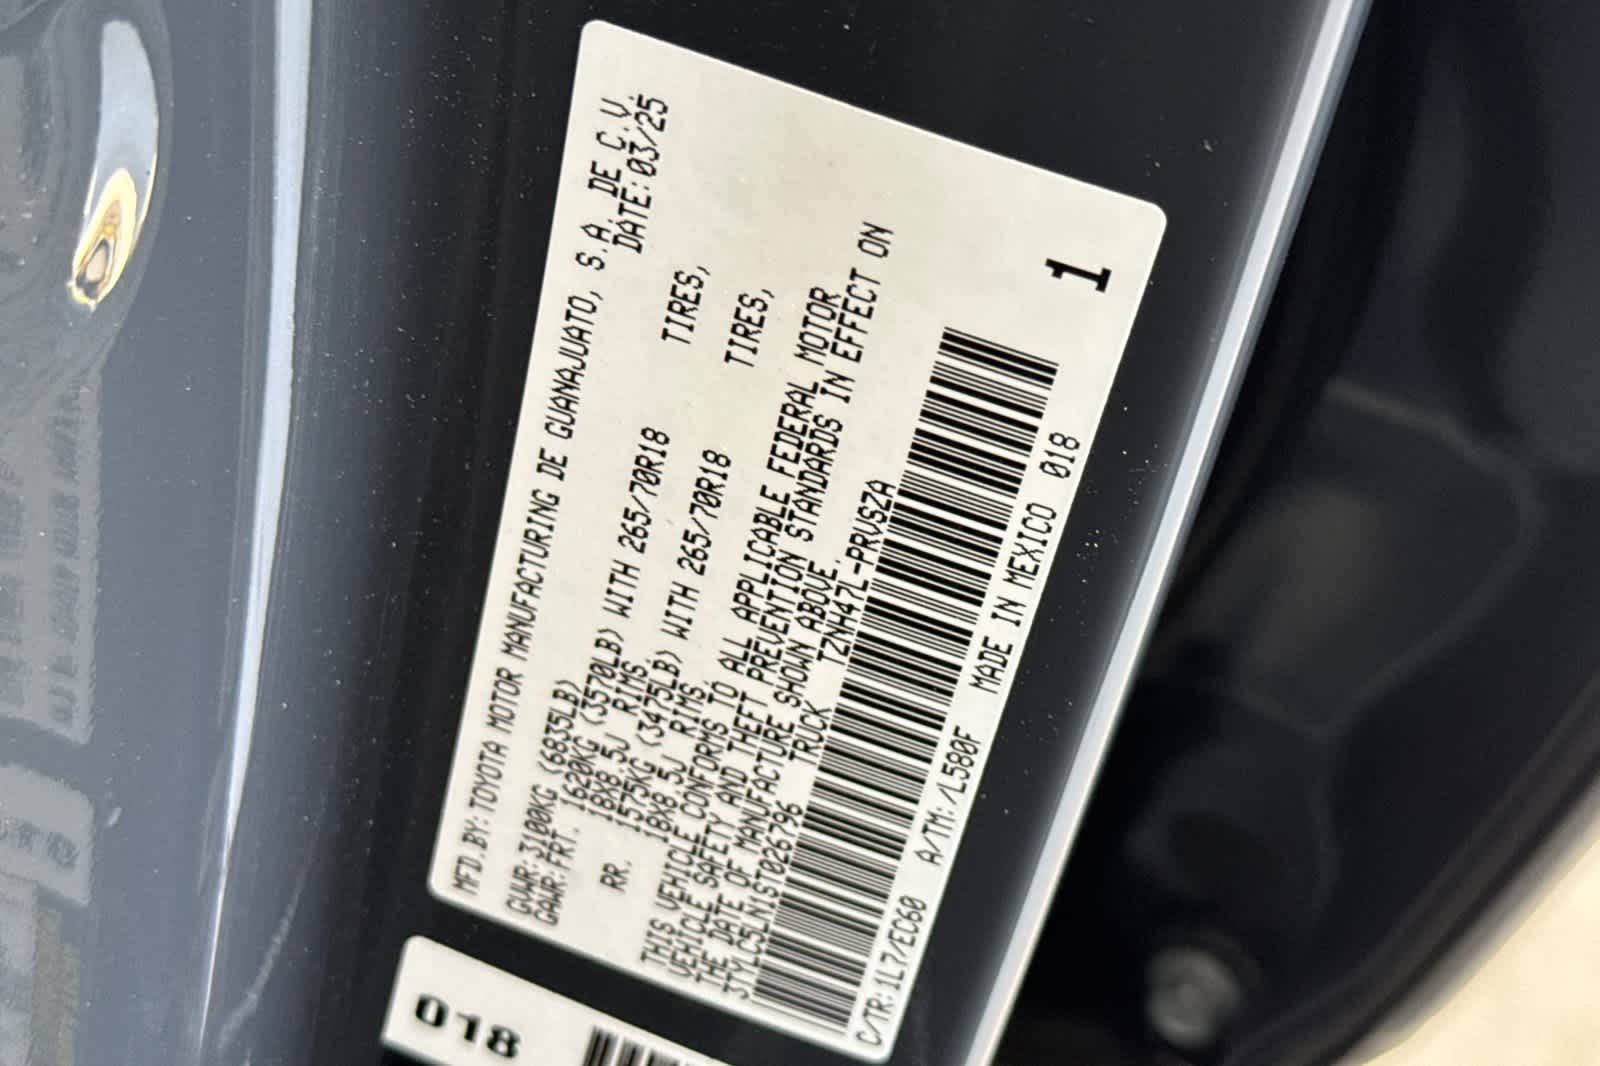 MFD.BY:TOYOTA MOTOR MANUFACTURING DE GUANAJUATO, S.A. DE C.V.
DATE:03/25
GVWR:3100KG (6835LB)
GAWR:FRT. 1620KG (3570LB) WITH 265/70R18 TIRES,
18X8.5J RIMS,
RR. 1575KG (3475LB) WITH 265/70R18 TIRES,
18X8.5J RIMS.
THIS VEHICLE CONFORMS TO ALL APPLICABLE FEDERAL MOTOR
VEHICLE SAFETY AND THEFT PREVENTION STANDARDS IN EFFECT ON
THE DATE OF MANUFACTURE SHOWN ABOVE.
3TYLC5LN1ST026796 TRUCK TZNH47L-PRVSZA
C/TR:1L7/EC60 A/TM:/L580F MADE IN MEXICO 018
1
018